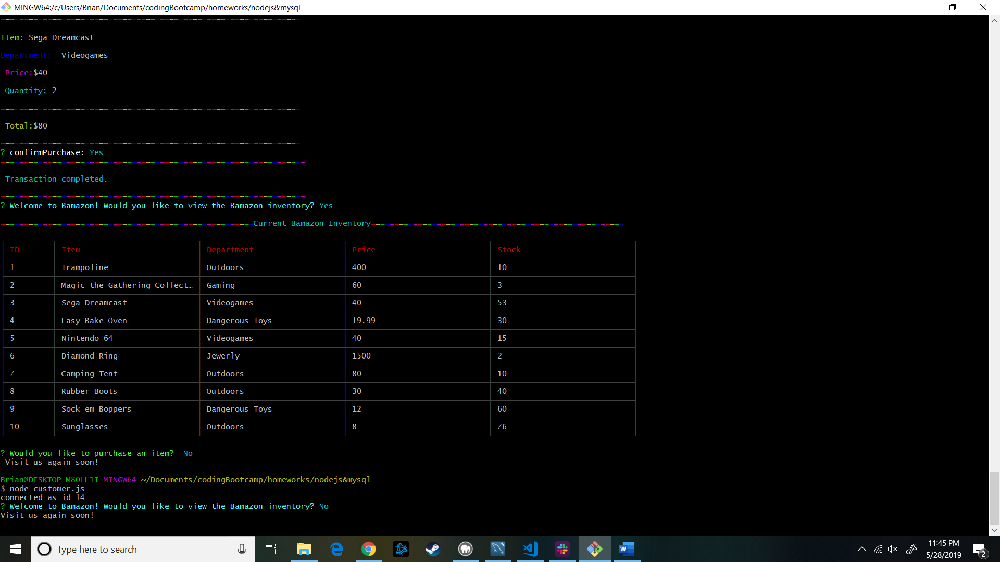 MINGW64:/c/Users/Brian/Documents/codingBootcamp/homeworks/nodejs&mysql
Item: Sega Dreamcast
Department: Videogames
Price:$40
Quantity: 2
Total:$80
? confirmPurchase: Yes
Transaction completed.
? Welcome to Bamazon! Would you like to view the Bamazon inventory? Yes
Current Bamazon Inventory
ID Item Department Price Stock
1 Trampoline Outdoors 400 10
2 Magic the Gathering Collect… Gaming 60 3
3 Sega Dreamcast Videogames 40 53
4 Easy Bake Oven Dangerous Toys 19.99 30
5 Nintendo 64 Videogames 40 15
6 Diamond Ring Jewerly 1500 2
7 Camping Tent Outdoors 80 10
8 Rubber Boots Outdoors 30 40
9 Sock em Boppers Dangerous Toys 12 60
10 Sunglasses Outdoors 8 76
? Would you like to purchase an item? No
Visit us again soon!
Brian@DESKTOP-M8OLL1I MINGW64 ~/Documents/codingBootcamp/homeworks/nodejs&mysql
$ node customer.js
connected as id 14
? Welcome to Bamazon! Would you like to view the Bamazon inventory? No
Visit us again soon!
Type here to search
11:45 PM
5/28/2019
2